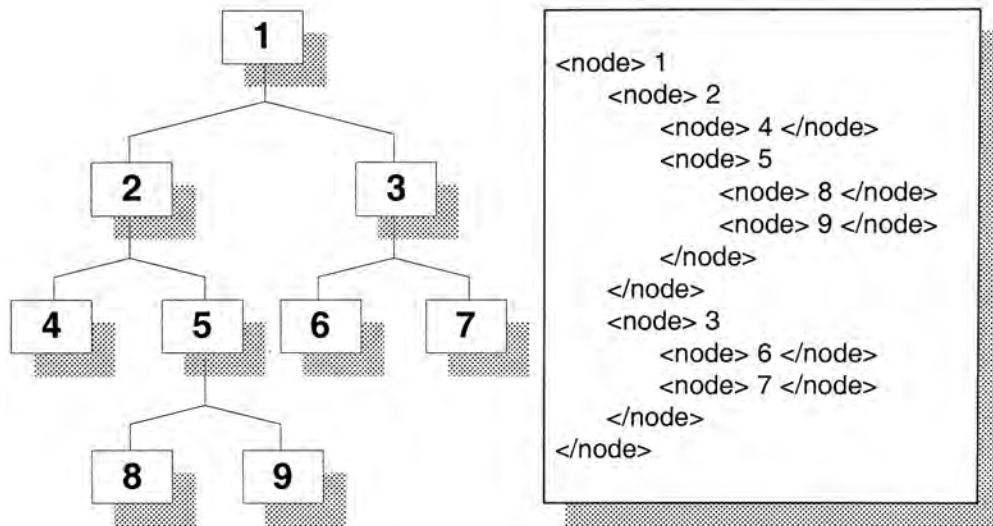 1
2 3
4 5 6 7
8 9
<node> 1
<node> 2
<node> 4 </node>
<node> 5
<node> 8 </node>
<node> 9 </node>
</node>
</node>
<node> 3
<node> 6 </node>
<node> 7 </node>
</node>
</node>